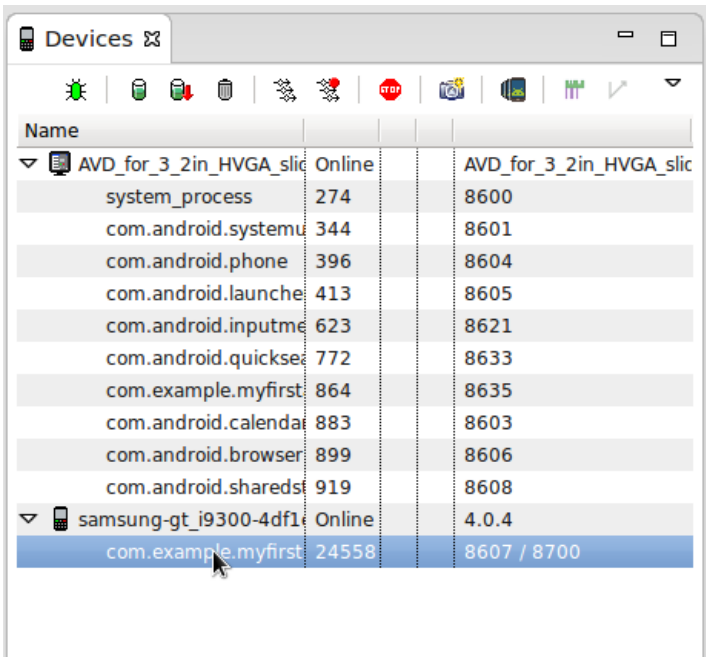 Devices
STOP
Name
AVD_for_3_2in_HVGA_slic Online AVD_for_3_2in_HVGA_slic
system_process 274 8600
com.android.systemu 344 8601
com.android.phone 396 8604
com.android.launche 413 8605
com.android.inputme 623 8621
com.android.quicksea 772 8633
com.example.myfirst 864 8635
com.android.calendar 883 8603
com.android.browser 899 8606
com.android.sharedst 919 8608
samsung-gt_i9300-4df1 Online 4.0.4
com.example.myfirst 24558 8607 / 8700